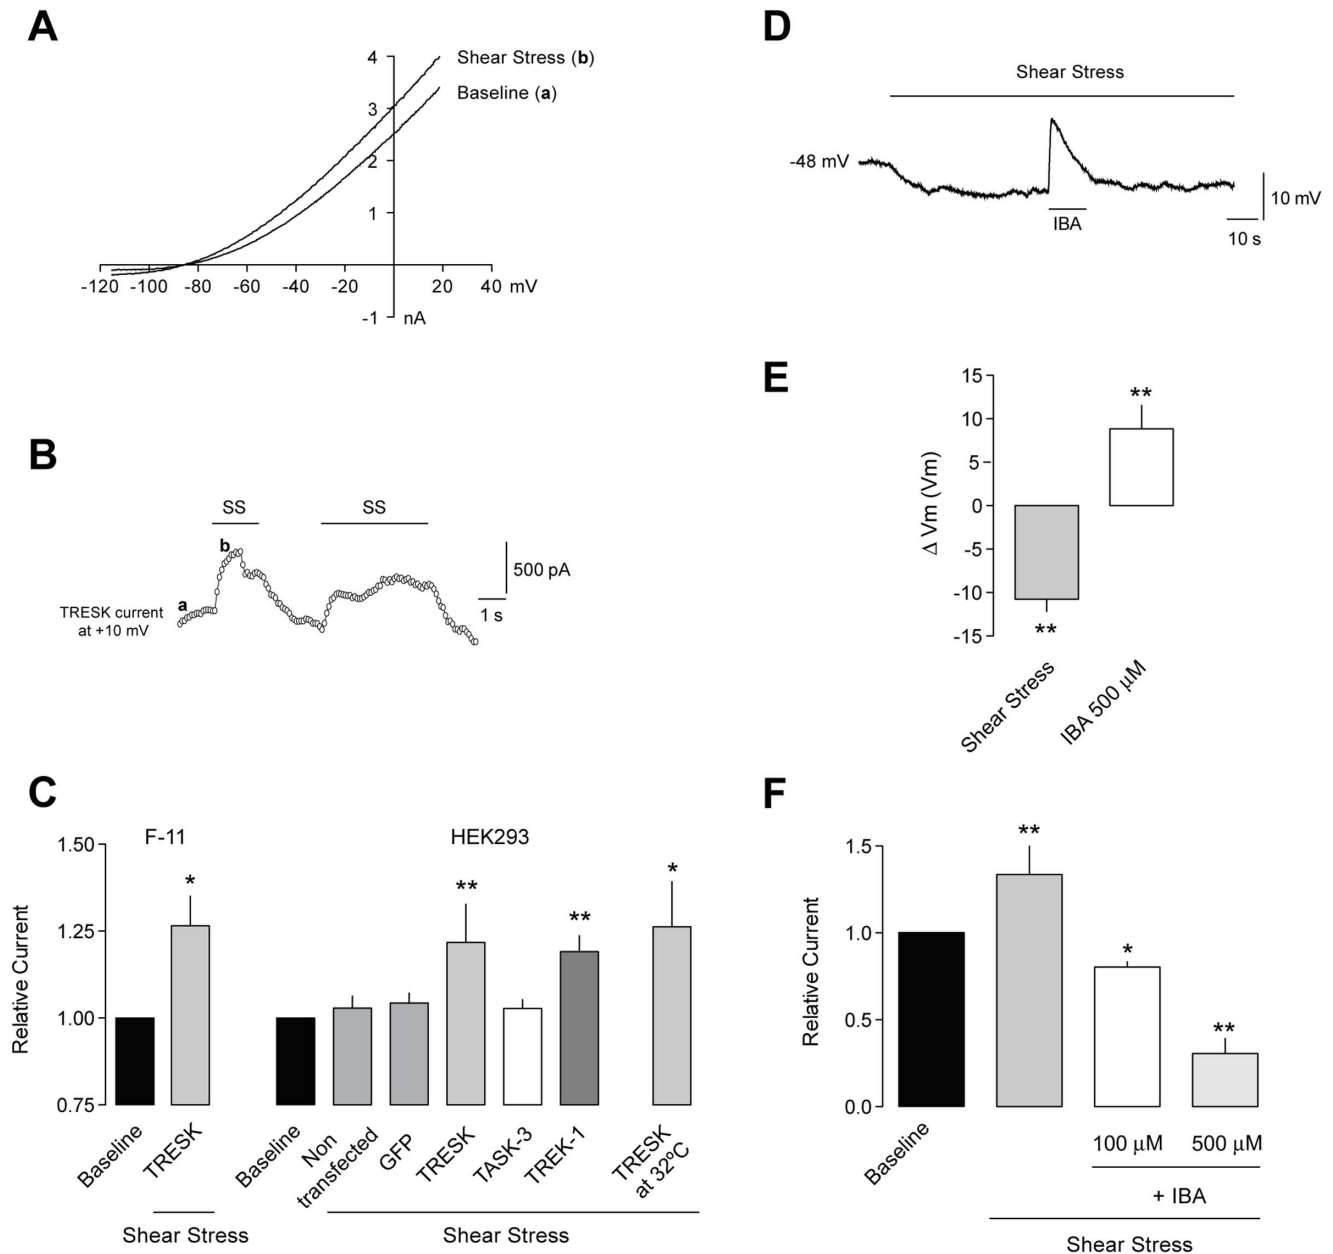 A
4
Shear Stress (b)
3
Baseline (a)
2
1
-120 -100 -80 -60 -40 -20 20 40 mV
-1 nA
B
SS SS
b
500 pA
a
1 s
TRESK current
at +10 mV
C
F-11 HEK293
1.50
1.25
1.00
0.75
Relative Current
* ** ** *
Baseline
TRESK
Baseline
Non
transfected
GFP
TRESK
TASK-3
TREK-1
TRESK
at 32ºC
Shear Stress Shear Stress
D
Shear Stress
-48 mV
10 mV
IBA
10 s
E
15
10
5
0
-5
-10
-15
Δ Vm (Vm)
**
**
Shear Stress
IBA 500 µM
F
1.5
1.0
0.5
0.0
Relative Current
**
*
**
Baseline
100 µM 500 µM
+ IBA
Shear Stress